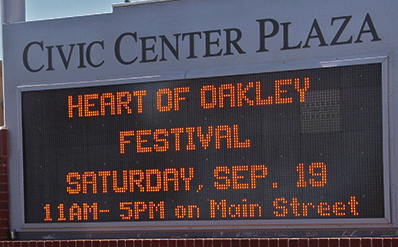 CIVIC CENTER PLAZA
HEART OF OAKLEY
FESTIVAL
SATURDAY, SEP. 19
11AM- 5PM on Main Street